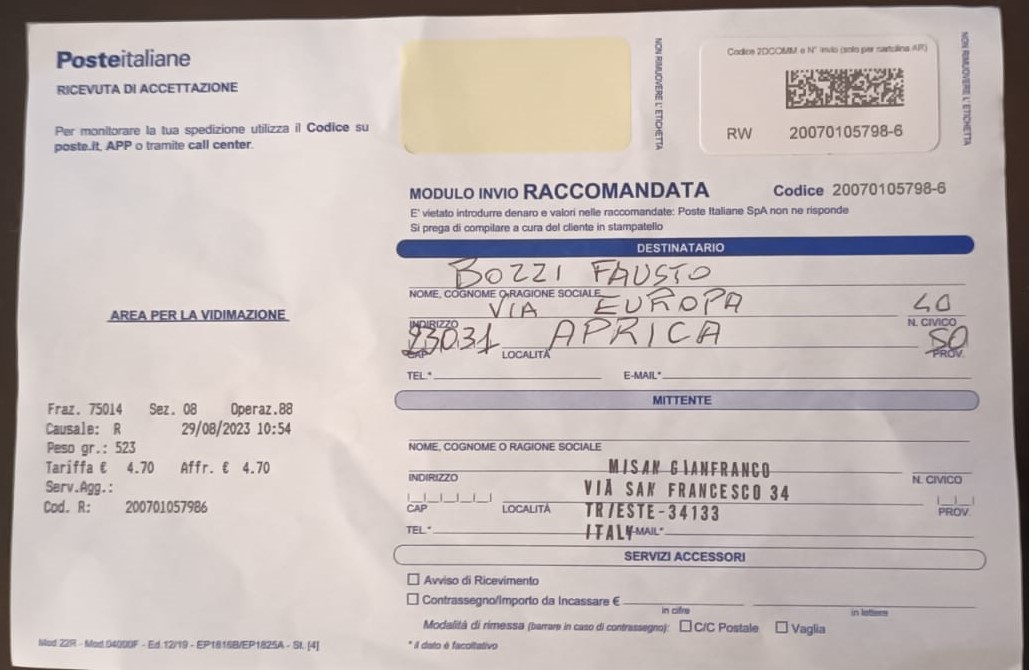 Posteitaliane
RICEVUTA DI ACCETTAZIONE
Per monitorare la tua spedizione utilizza il Codice su
poste.it, APP o tramite call center.
AREA PER LA VIDIMAZIONE
Fraz. 75014 Sez. 08 Operaz.88
Causale: R 29/08/2023 10:54
Peso gr.: 523
Tariffa € 4.70 Affr. € 4.70
Serv.Agg.:
Cod. R: 200701057986
Mod 22R - Mod.04000F - Ed.12/19 - EP1816B/EP1825A - St. [4]
NON RIMUOVERE L'ETICHETTA
Codice 2DCOMM o N° invio (solo per cartolina AR)
RW 20070105798-6
NON RIMUOVERE L'ETICHETTA
MODULO INVIO RACCOMANDATA Codice 20070105798-6
E' vietato introdurre denaro e valori nelle raccomandate: Poste Italiane SpA non ne risponde
Si prega di compilare a cura del cliente in stampatello
DESTINATARIO
BOZZI FAUSTO
NOME, COGNOME O RAGIONE SOCIALE
VIA EUROPA 40
INDIRIZZO N. CIVICO
23031 APRICA SO
CAP LOCALITÀ PROV.
TEL.* E-MAIL*
MITTENTE
NOME, COGNOME O RAGIONE SOCIALE
MISAN GIANFRANCO
INDIRIZZO N. CIVICO
VIA SAN FRANCESCO 34
TRIESTE-34133
CAP LOCALITÀ PROV.
ITALY
TEL.* E-MAIL*
SERVIZI ACCESSORI
Avviso di Ricevimento
Contrassegno/Importo da Incassare €
in cifre in lettere
Modalità di rimessa (barrare in caso di contrassegno): C/C Postale Vaglia
* il dato è facoltativo